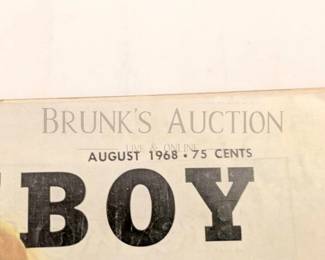 BRUNK'S AUCTION
LIVE & ONLINE
AUGUST 1968 • 75 CENTS
BOY